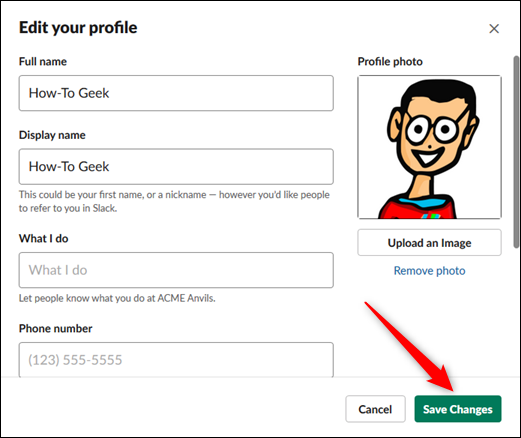 Edit your profile
Full name
Profile photo
How-To Geek
Display name
How-To Geek
This could be your first name, or a nickname — however you'd like people
to refer to you in Slack.
Upload an Image
What I do
Remove photo
What I do
Let people know what you do at ACME Anvils.
Phone number
(123) 555-5555
Cancel
Save Changes